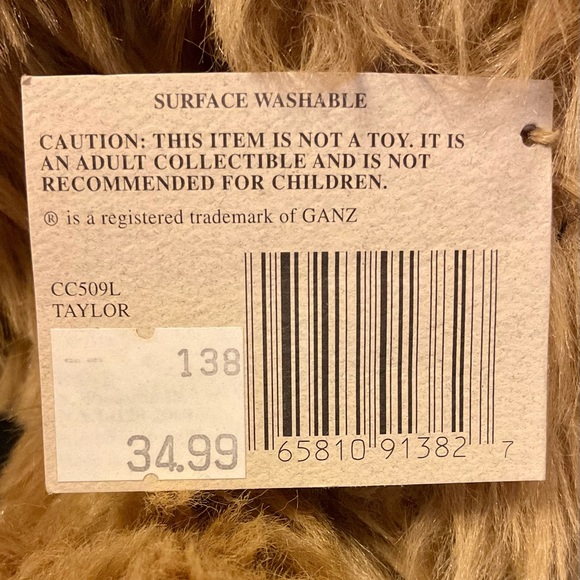 SURFACE WASHABLE
CAUTION: THIS ITEM IS NOT A TOY. IT IS
AN ADULT COLLECTIBLE AND IS NOT
RECOMMENDED FOR CHILDREN.
® is a registered trademark of GANZ
CC509L
TAYLOR
138
34.99
65810 91382 7